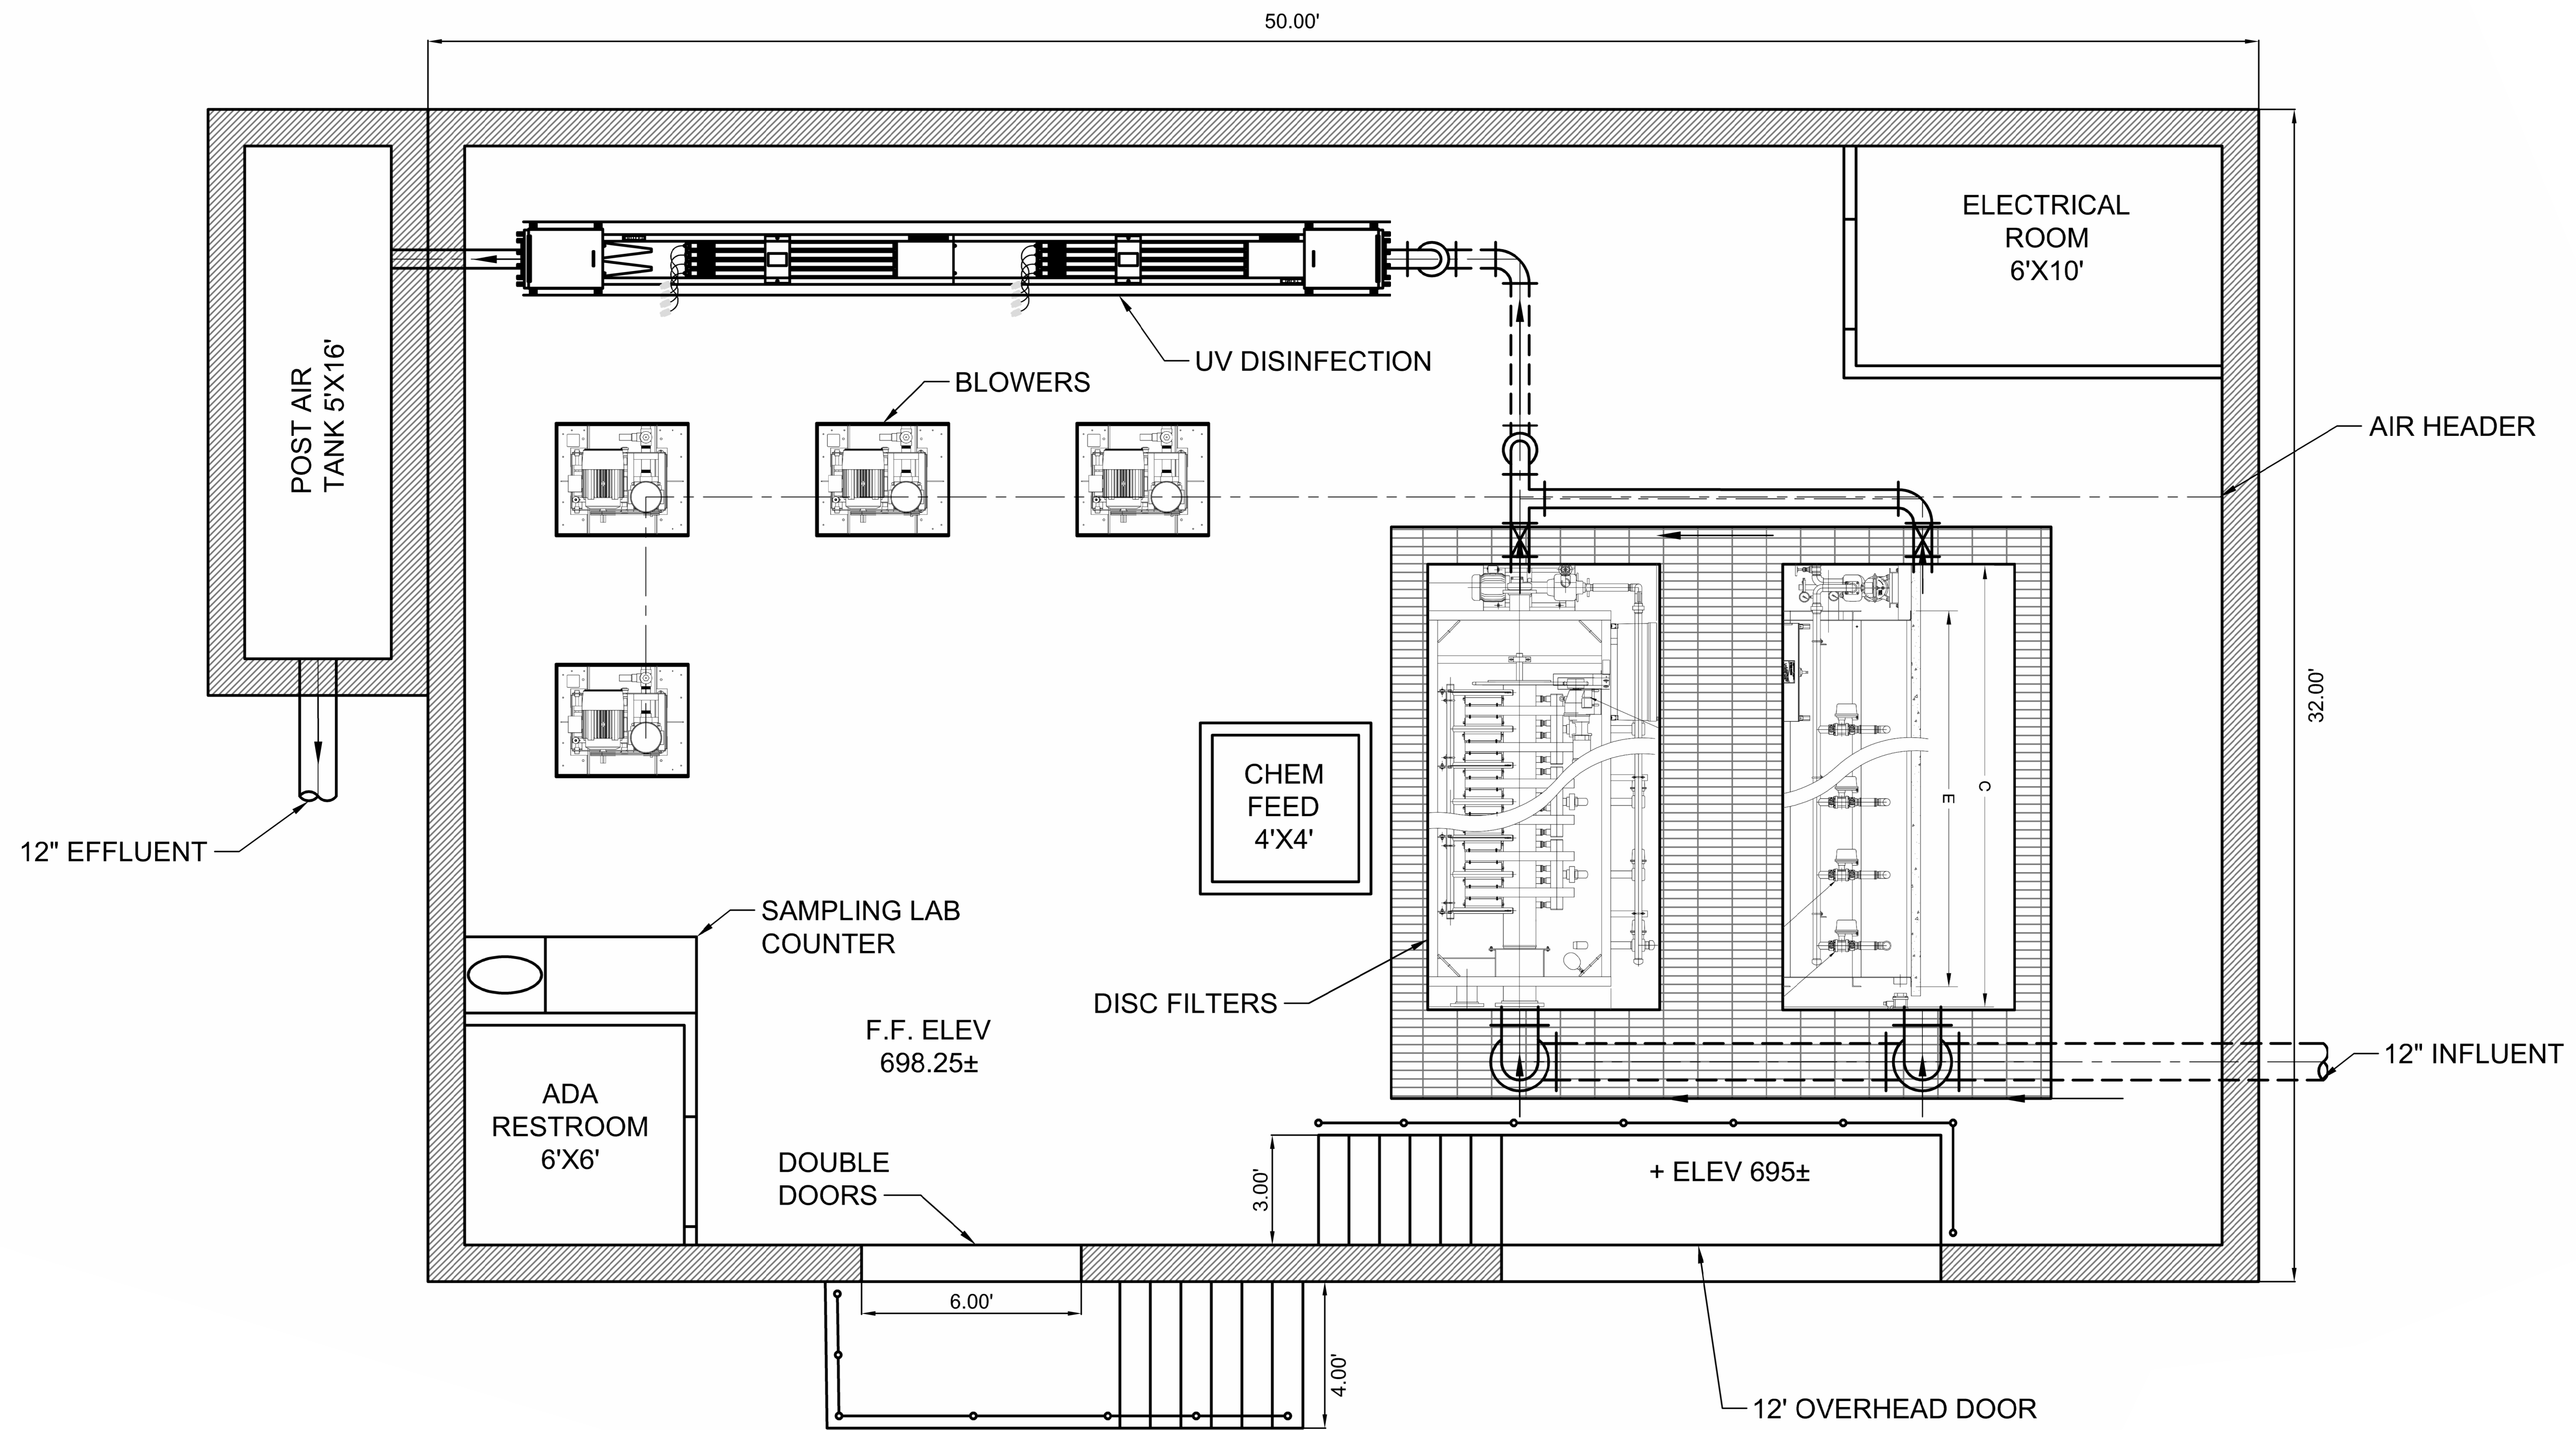 50.00'
ELECTRICAL
ROOM
6'X10'
POST AIR
TANK 5'X16'
UV DISINFECTION
BLOWERS
AIR HEADER
32.00'
CHEM
FEED
4'X4'
E
C
12" EFFLUENT
SAMPLING LAB
COUNTER
DISC FILTERS
F.F. ELEV
698.25±
12" INFLUENT
ADA
RESTROOM
6'X6'
DOUBLE
DOORS
3.00'
+ ELEV 695±
6.00'
4.00'
12' OVERHEAD DOOR